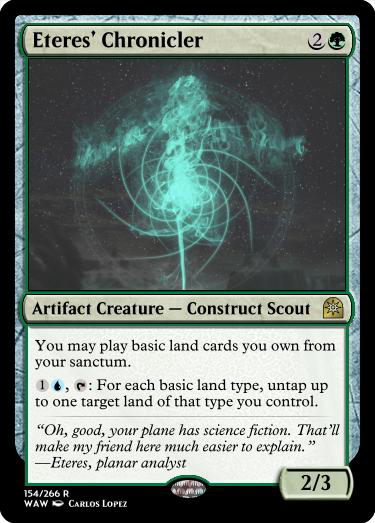 Eteres’ Chronicler 2
Artifact Creature — Construct Scout
You may play basic land cards you own from
your sanctum.
1, : For each basic land type, untap up
to one target land of that type you control.
“Oh, good, your plane has science fiction. That’ll
make my friend here much easier to explain.”
—Eteres, planar analyst
2/3
154/266 R
WAW Carlos Lopez